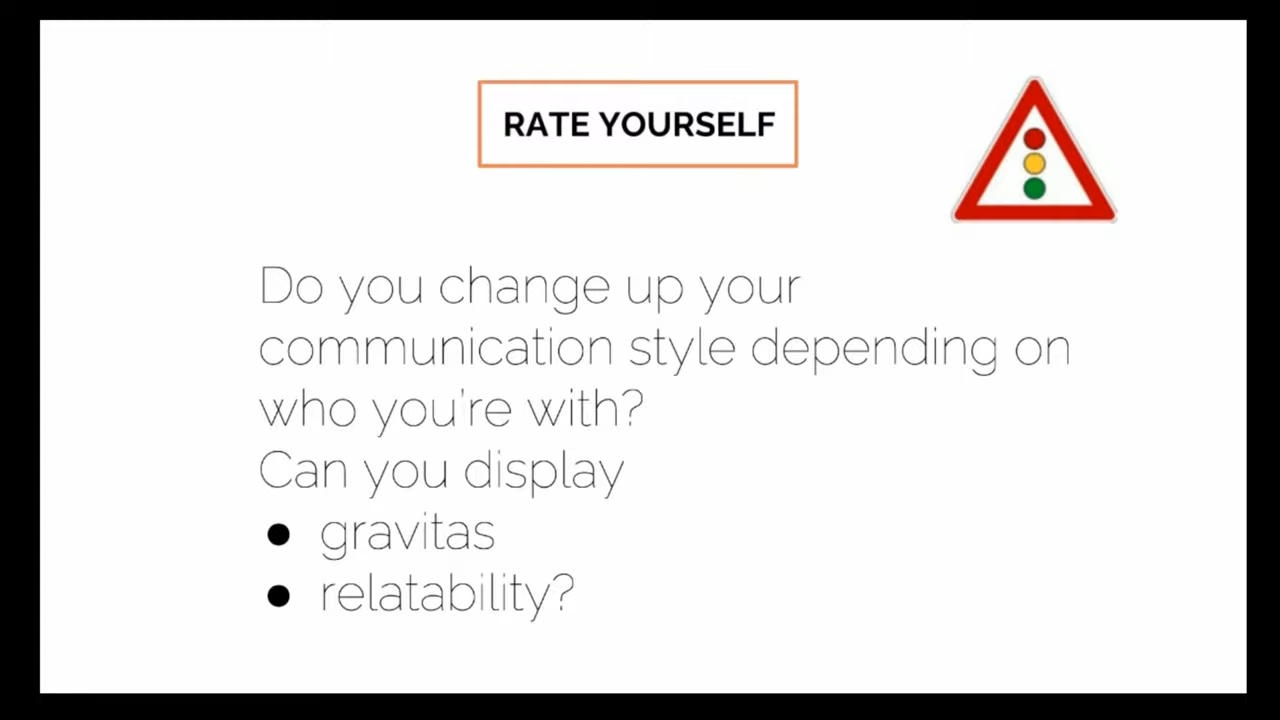 RATE YOURSELF
Do you change up your
communication style depending on
who you're with?
Can you display
● gravitas
● relatability?